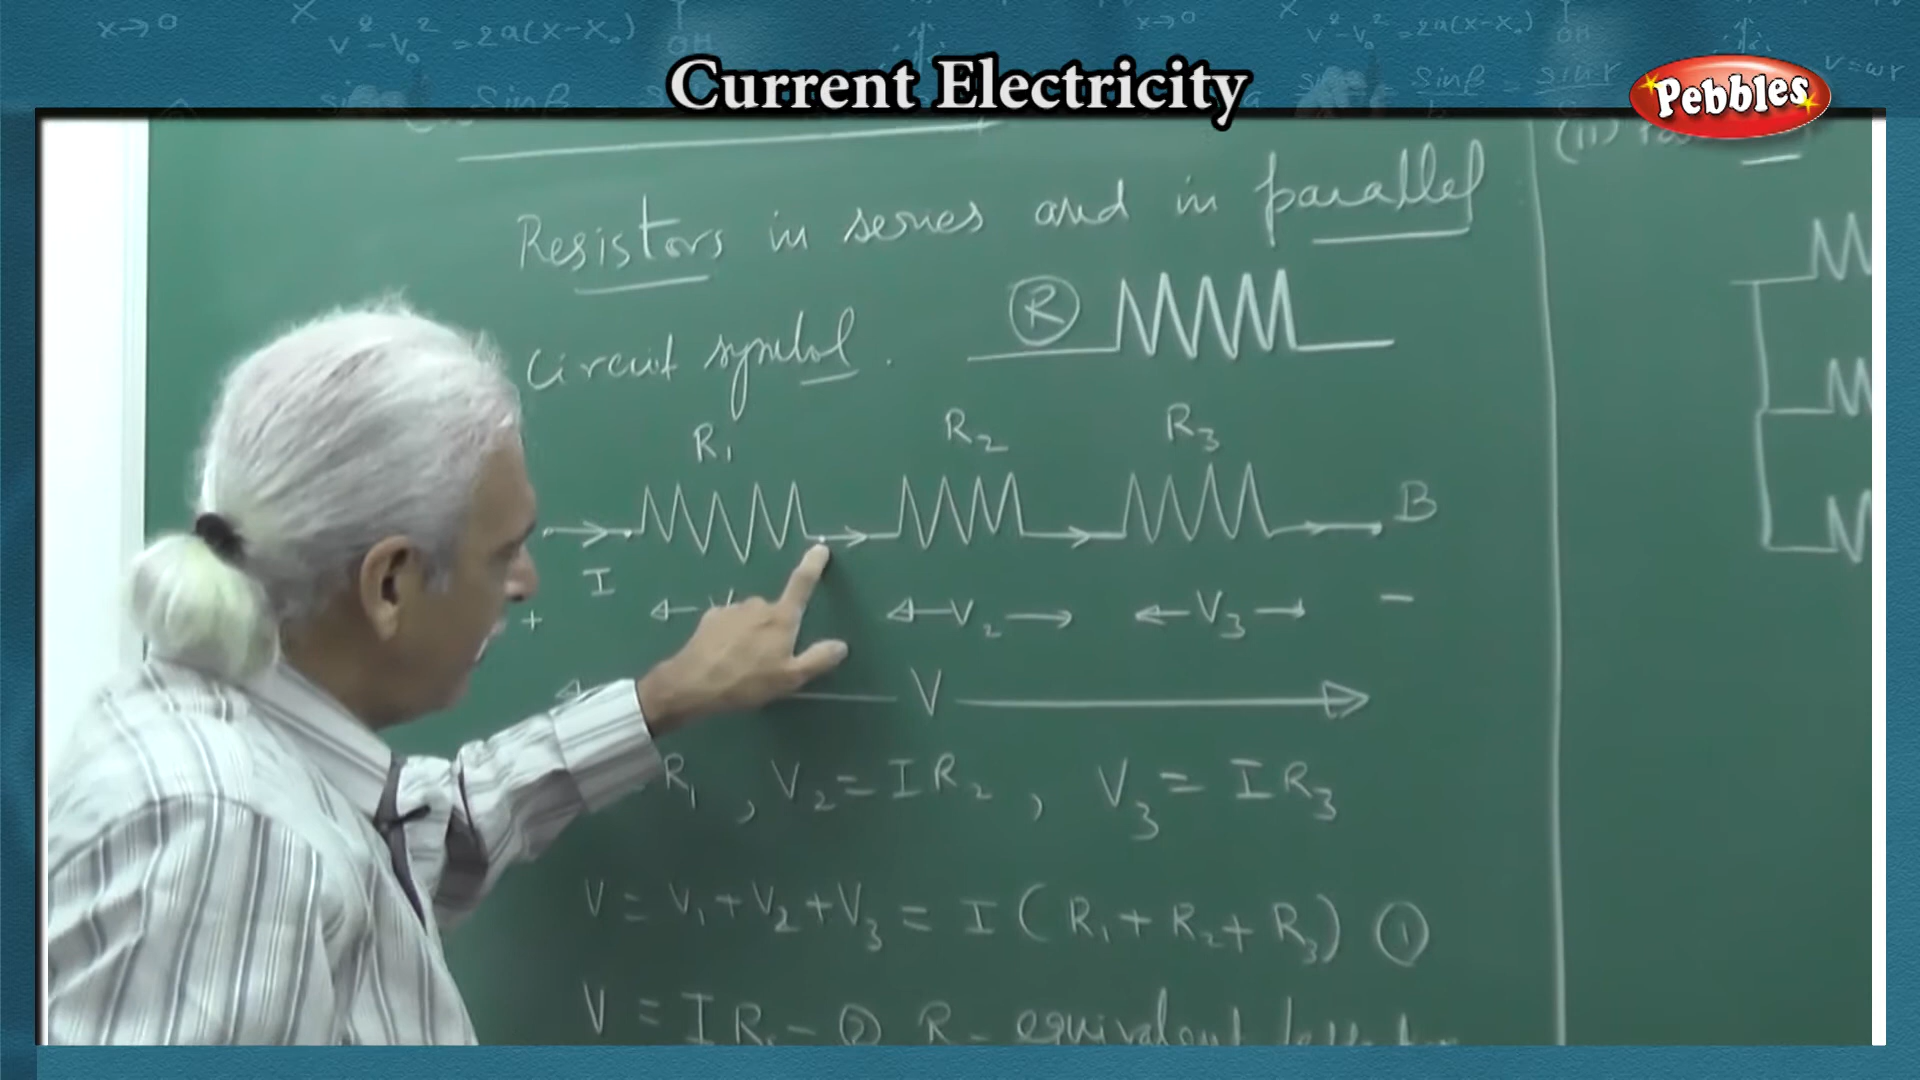 Current Electricity
Pebbles
Resistors in series and in parallel
Circuit symbol.
R
R₁ R₂ R₃
B
I
+ V₂ V₃ −
V
R₁, V₂ = IR₂, V₃ = IR₃
V = V₁ + V₂ + V₃ = I(R₁ + R₂ + R₃) ①
V = IR - ② R - equivalent
(ii)